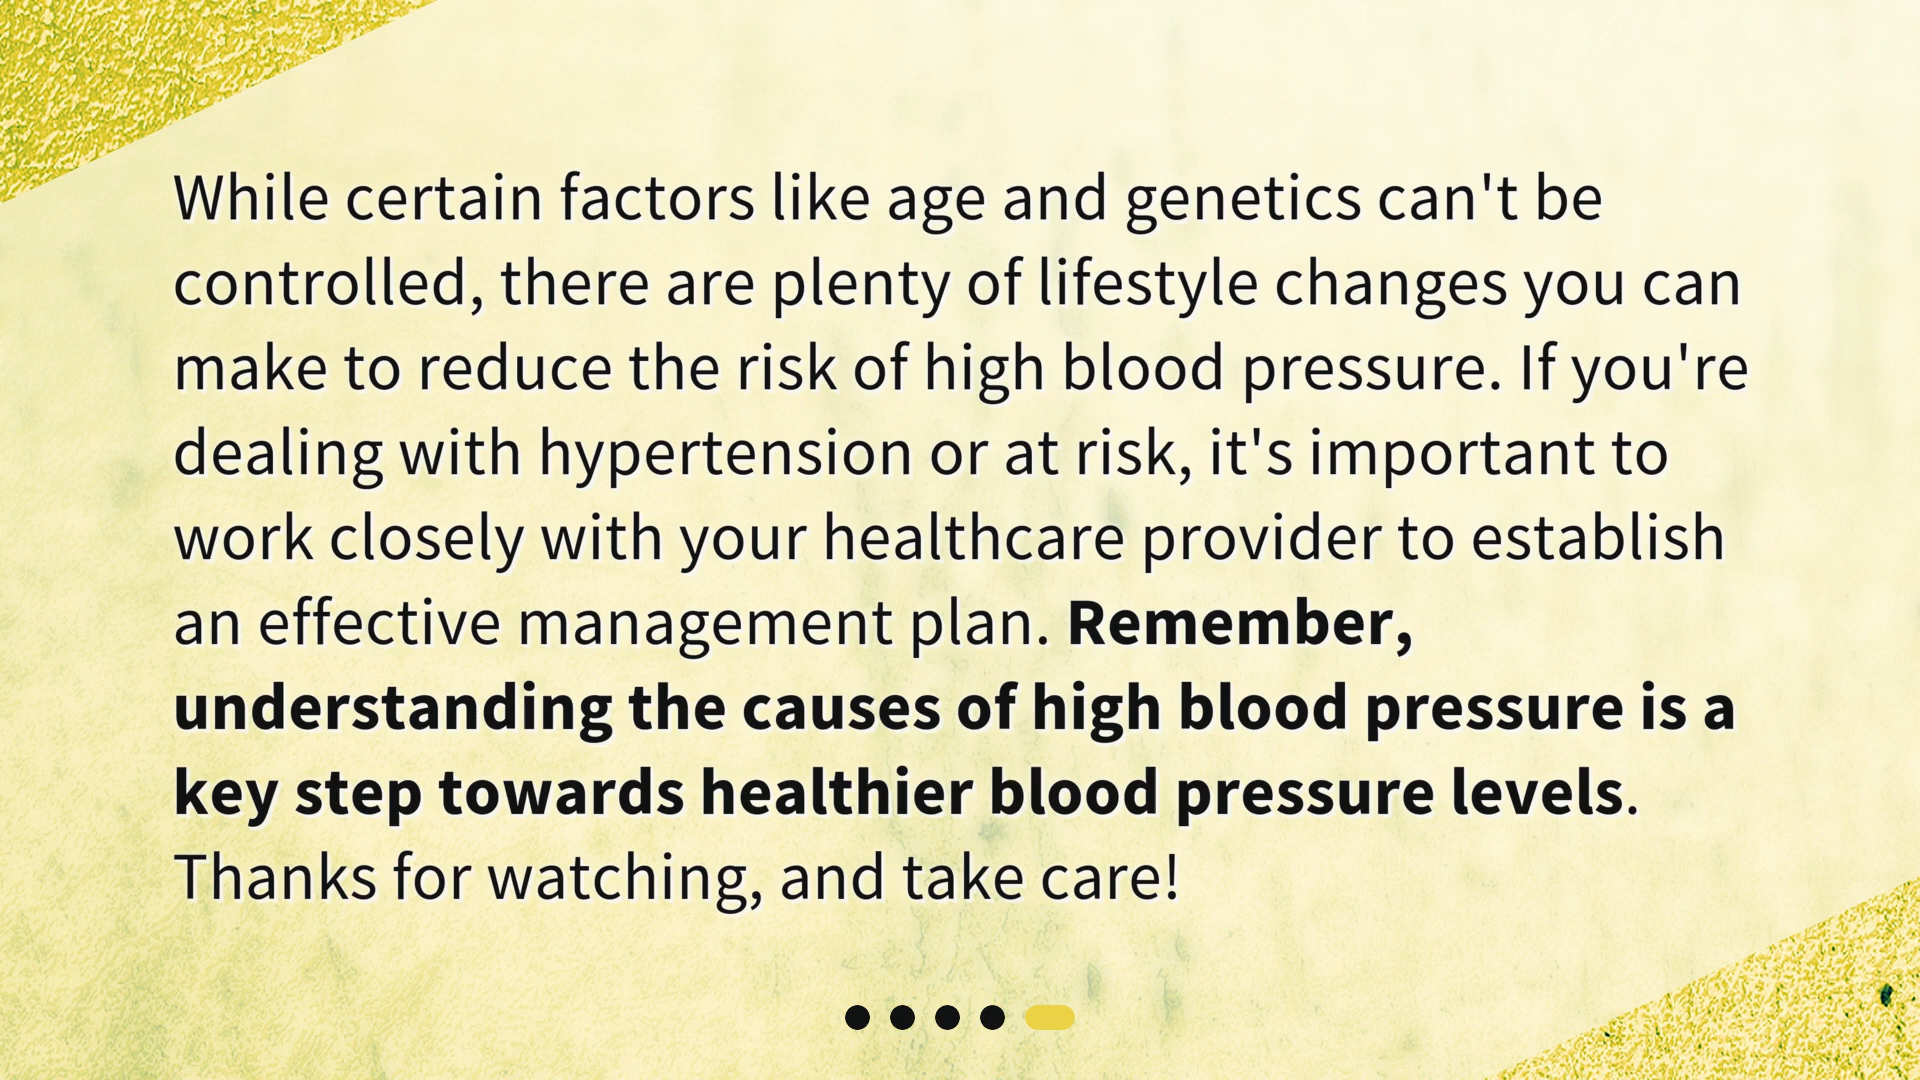 While certain factors like age and genetics can't be
controlled, there are plenty of lifestyle changes you can
make to reduce the risk of high blood pressure. If you're
dealing with hypertension or at risk, it's important to
work closely with your healthcare provider to establish
an effective management plan. Remember,
understanding the causes of high blood pressure is a
key step towards healthier blood pressure levels.
Thanks for watching, and take care!